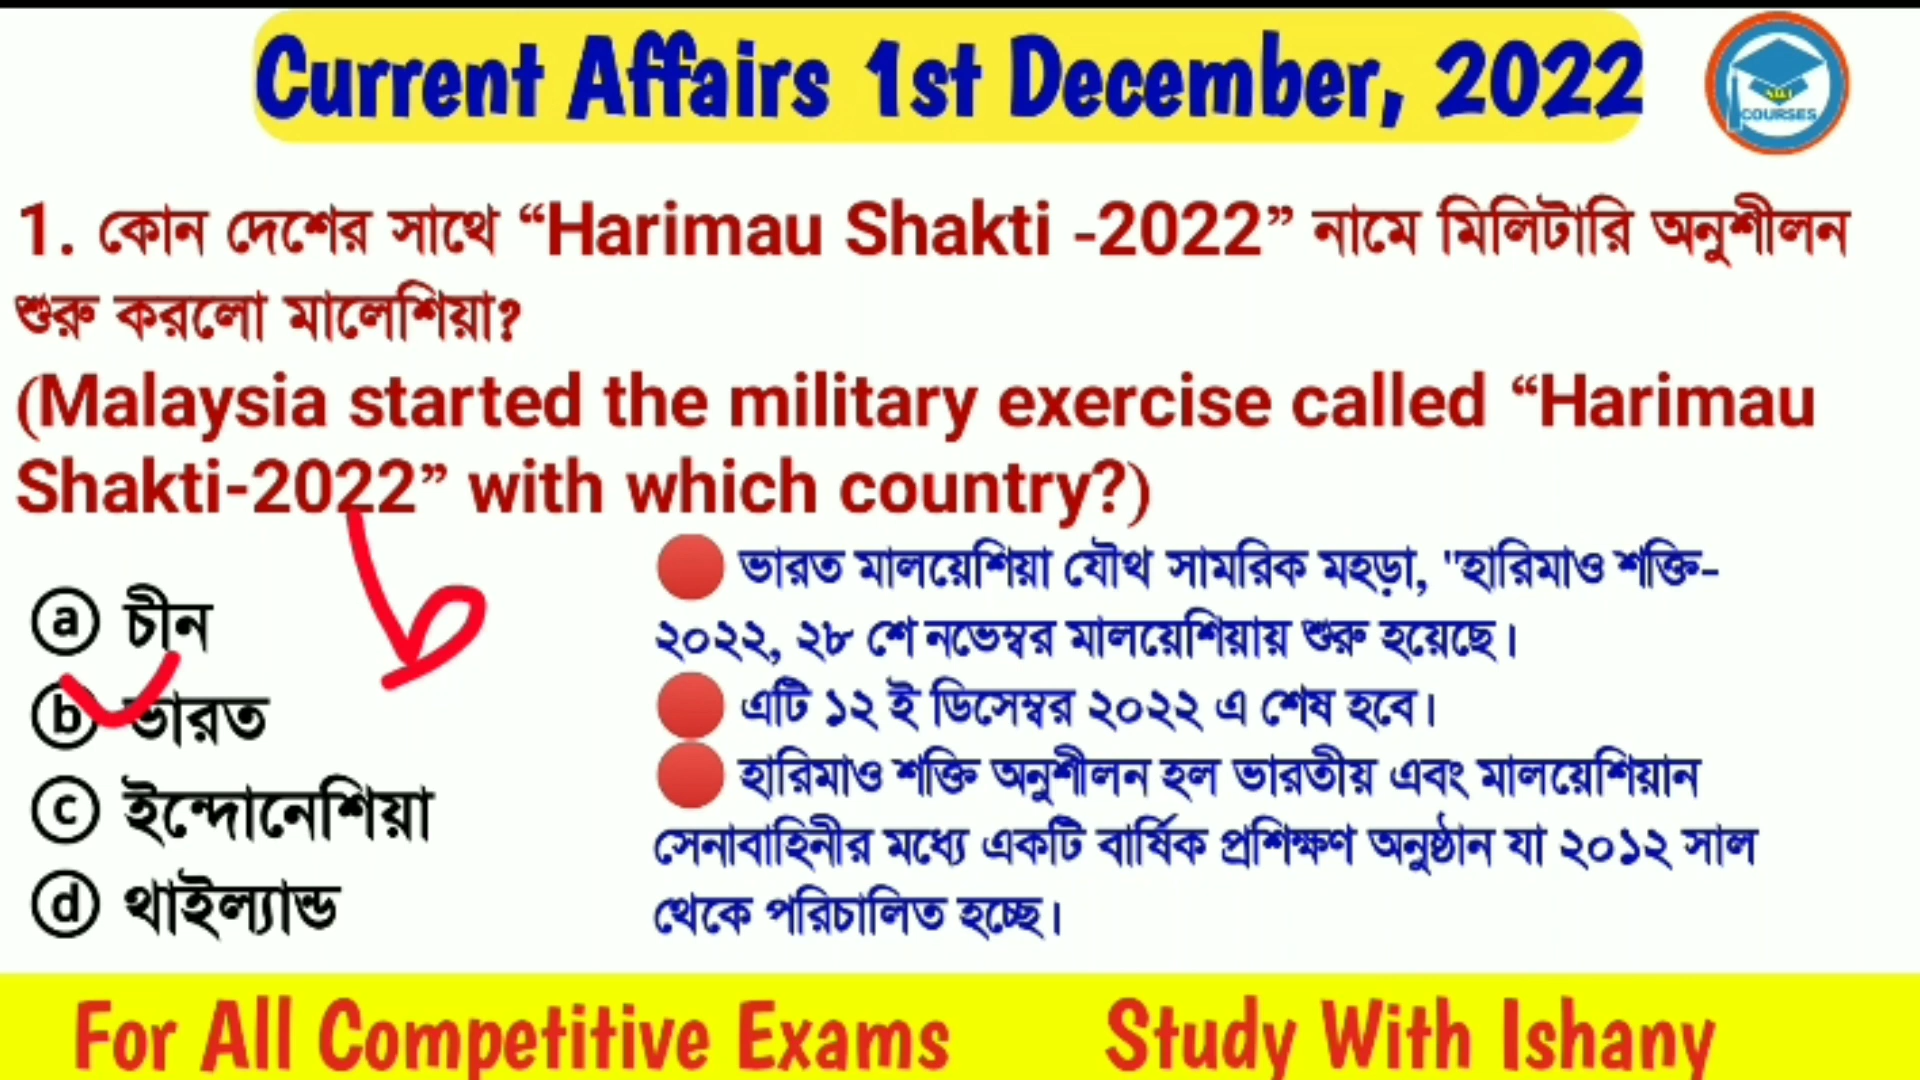 Current Affairs 1st December, 2022
COURSES
1. কোন দেশের সাথে “Harimau Shakti -2022” নামে মিলিটারি অনুশীলন
শুরু করলো মালেশিয়া?
(Malaysia started the military exercise called “Harimau
Shakti-2022” with which country?)
b
ⓐ চীন
ⓑ ভারত
ⓒ ইন্দোনেশিয়া
ⓓ থাইল্যান্ড
🔴 ভারত মালয়েশিয়া যৌথ সামরিক মহড়া, "হারিমাও শক্তি-
২০২২, ২৮ শে নভেম্বর মালয়েশিয়ায় শুরু হয়েছে।
🔴 এটি ১২ ই ডিসেম্বর ২০২২ এ শেষ হবে।
🔴 হারিমাও শক্তি অনুশীলন হল ভারতীয় এবং মালয়েশিয়ান
সেনাবাহিনীর মধ্যে একটি বার্ষিক প্রশিক্ষণ অনুষ্ঠান যা ২০১২ সাল
থেকে পরিচালিত হচ্ছে।
For All Competitive Exams Study With Ishany